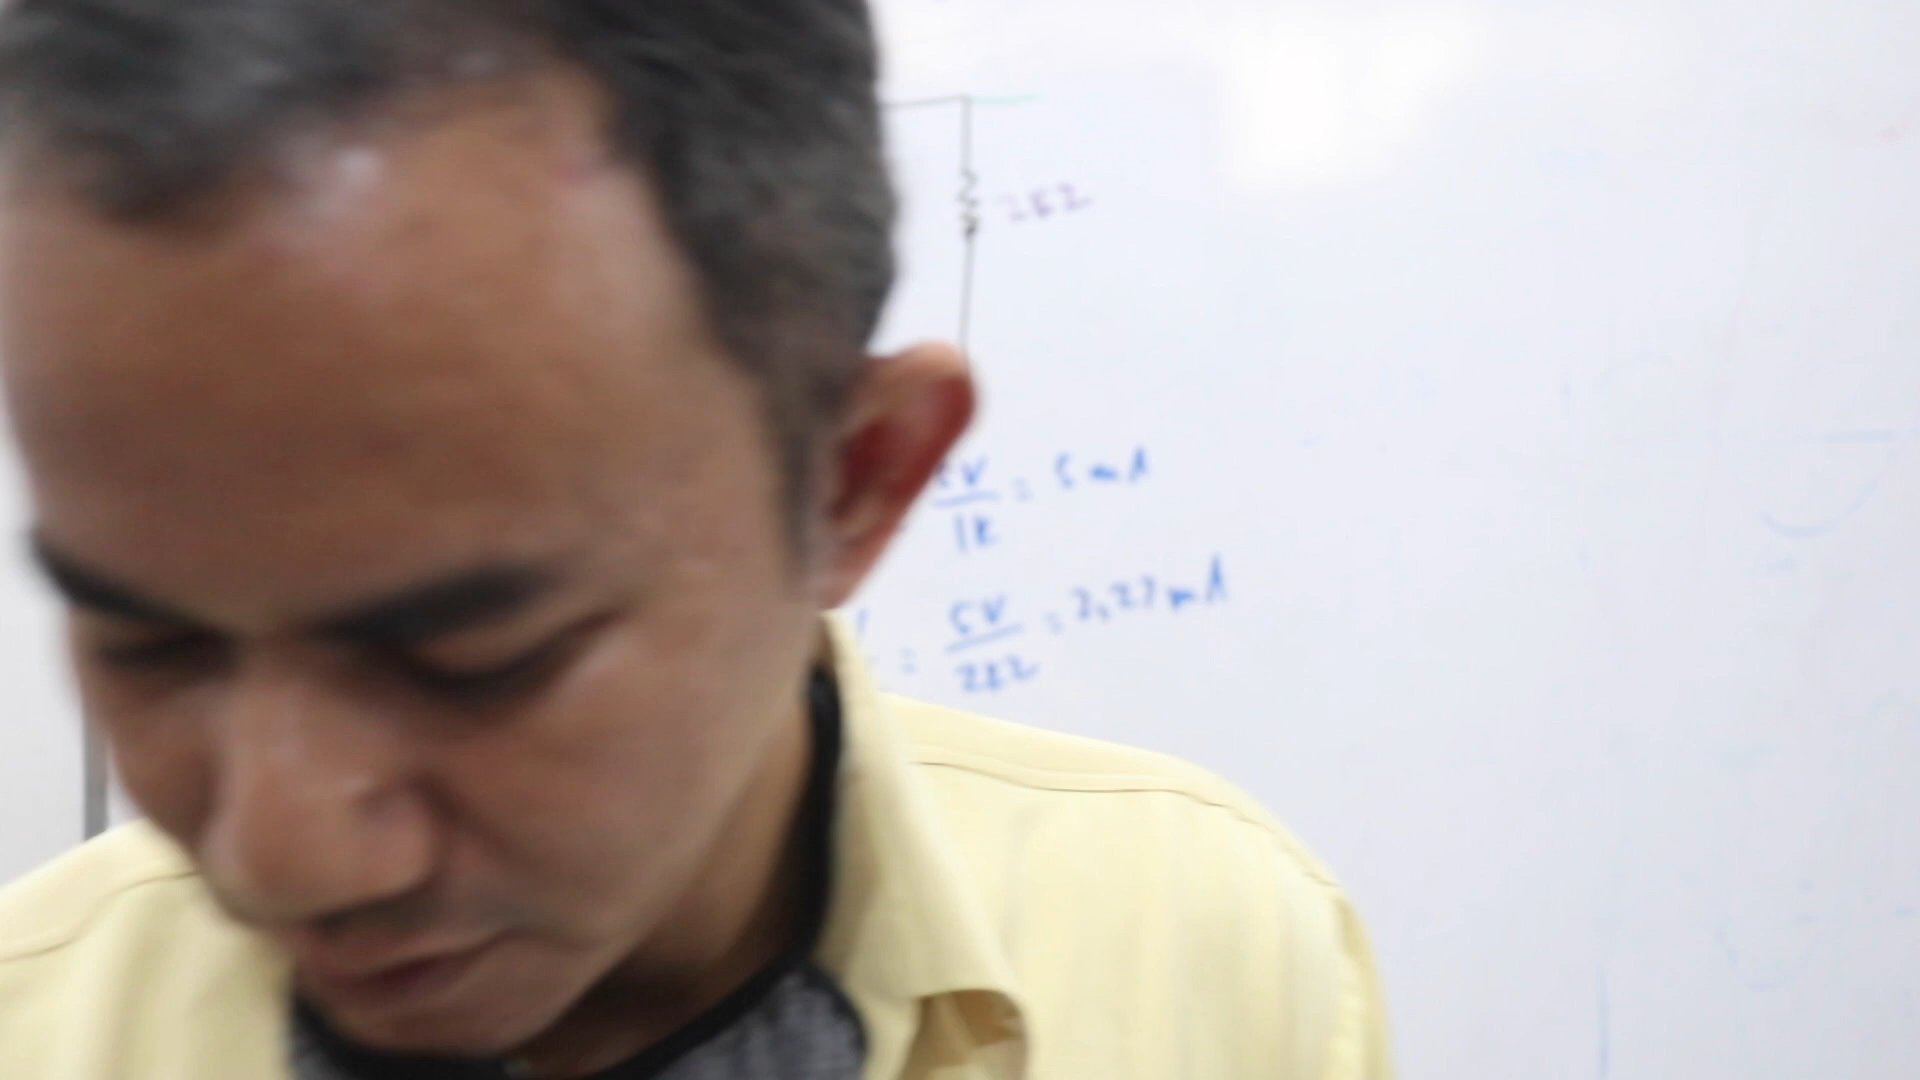 2k2
5V/1k = 5 mA
= 5V/2k2 = 2,27 mA